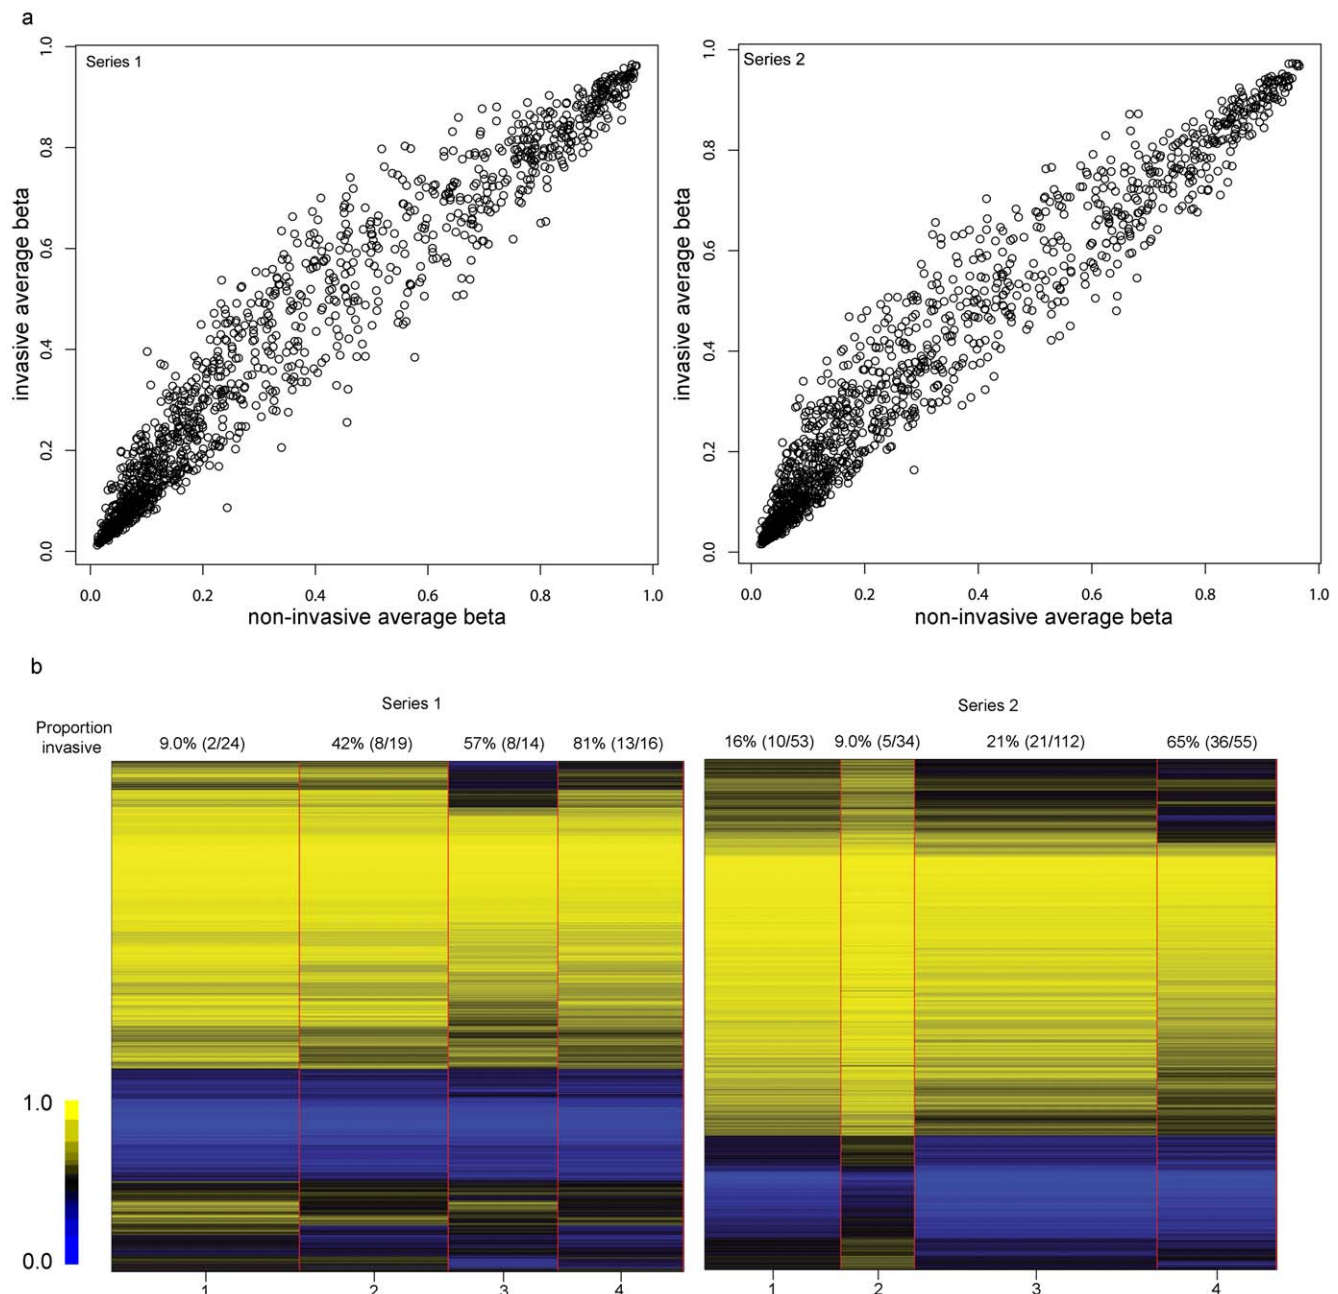 a
Series 1
1.0
0.8
0.6
0.4
0.2
0.0
invasive average beta
0.0 0.2 0.4 0.6 0.8 1.0
non-invasive average beta
Series 2
1.0
0.8
0.6
0.4
0.2
0.0
invasive average beta
0.0 0.2 0.4 0.6 0.8 1.0
non-invasive average beta
b
Series 1
Proportion
invasive
9.0% (2/24) 42% (8/19) 57% (8/14) 81% (13/16)
1.0
0.0
1 2 3 4
Series 2
16% (10/53) 9.0% (5/34) 21% (21/112) 65% (36/55)
1 2 3 4